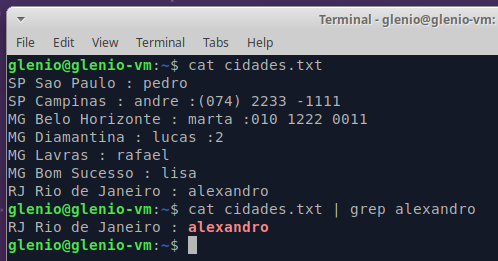 Terminal - glenio@glenio-vm:
File Edit View Terminal Tabs Help
glenio@glenio-vm:~$ cat cidades.txt
SP Sao Paulo : pedro
SP Campinas : andre :(074) 2233 -1111
MG Belo Horizonte : marta :010 1222 0011
MG Diamantina : lucas :2
MG Lavras : rafael
MG Bom Sucesso : lisa
RJ Rio de Janeiro : alexandro
glenio@glenio-vm:~$ cat cidades.txt | grep alexandro
RJ Rio de Janeiro : alexandro
glenio@glenio-vm:~$